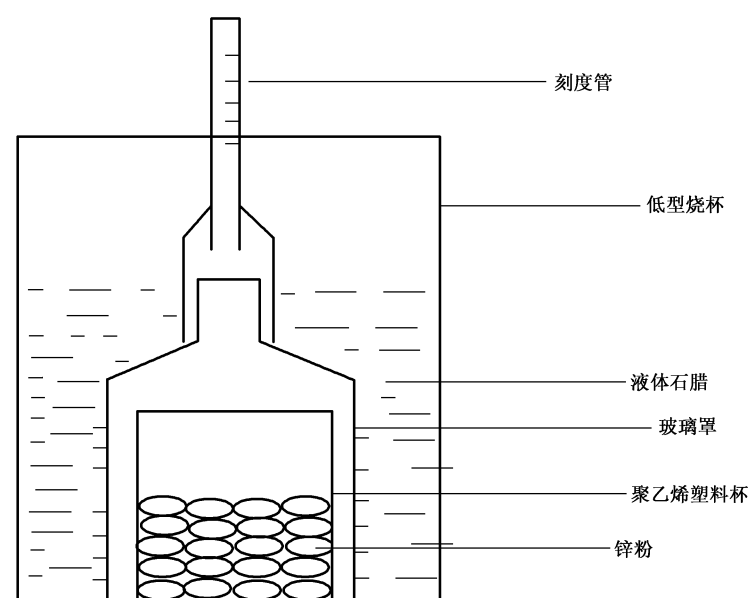 刻度管
低型烧杯
液体石腊
玻璃罩
聚乙烯塑料杯
锌粉